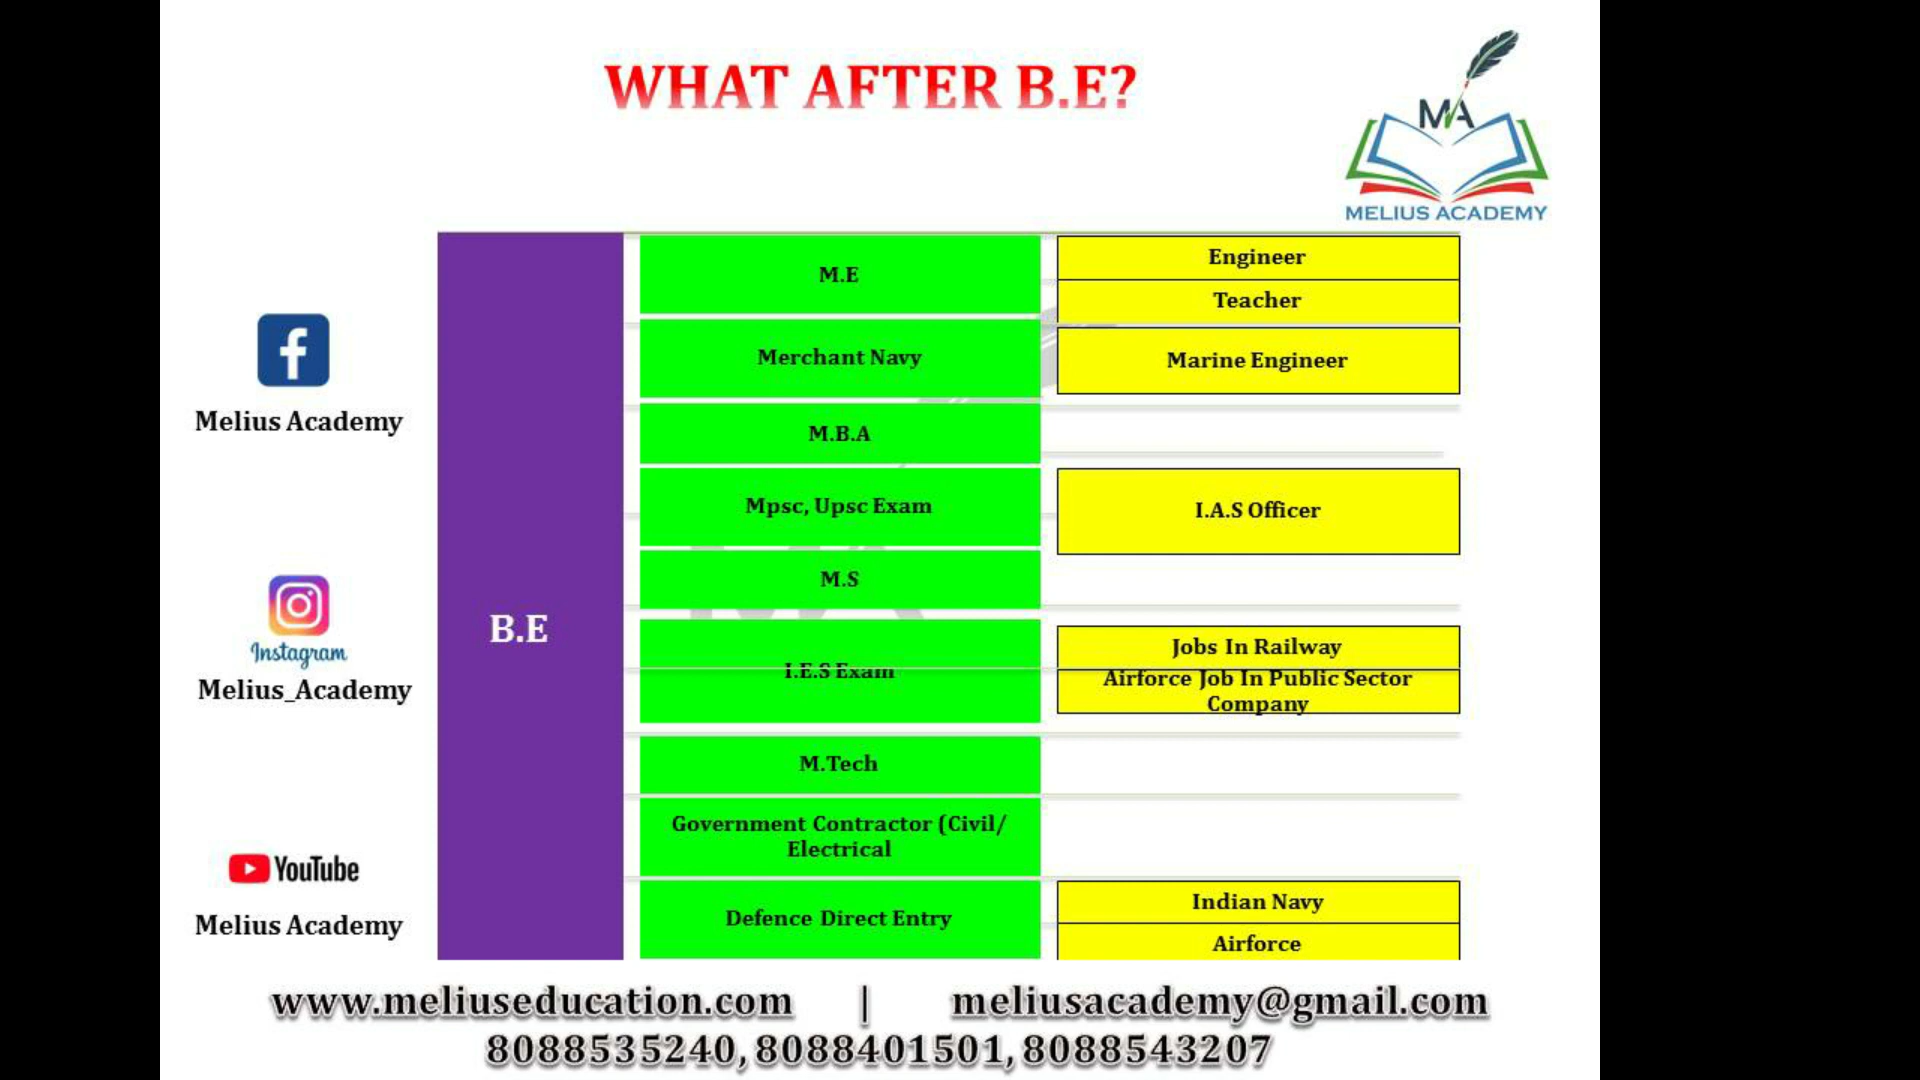 WHAT AFTER B.E?
MA
MELIUS ACADEMY
Melius Academy
Instagram
Melius_Academy
YouTube
Melius Academy
B.E
M.E
Engineer
Teacher
Merchant Navy
Marine Engineer
M.B.A
Mpsc, Upsc Exam
I.A.S Officer
M.S
I.E.S Exam
Jobs In Railway
Airforce Job In Public Sector
Company
M.Tech
Government Contractor (Civil/
Electrical
Defence Direct Entry
Indian Navy
Airforce
www.meliuseducation.com | meliusacademy@gmail.com
8088535240, 8088401501, 8088543207